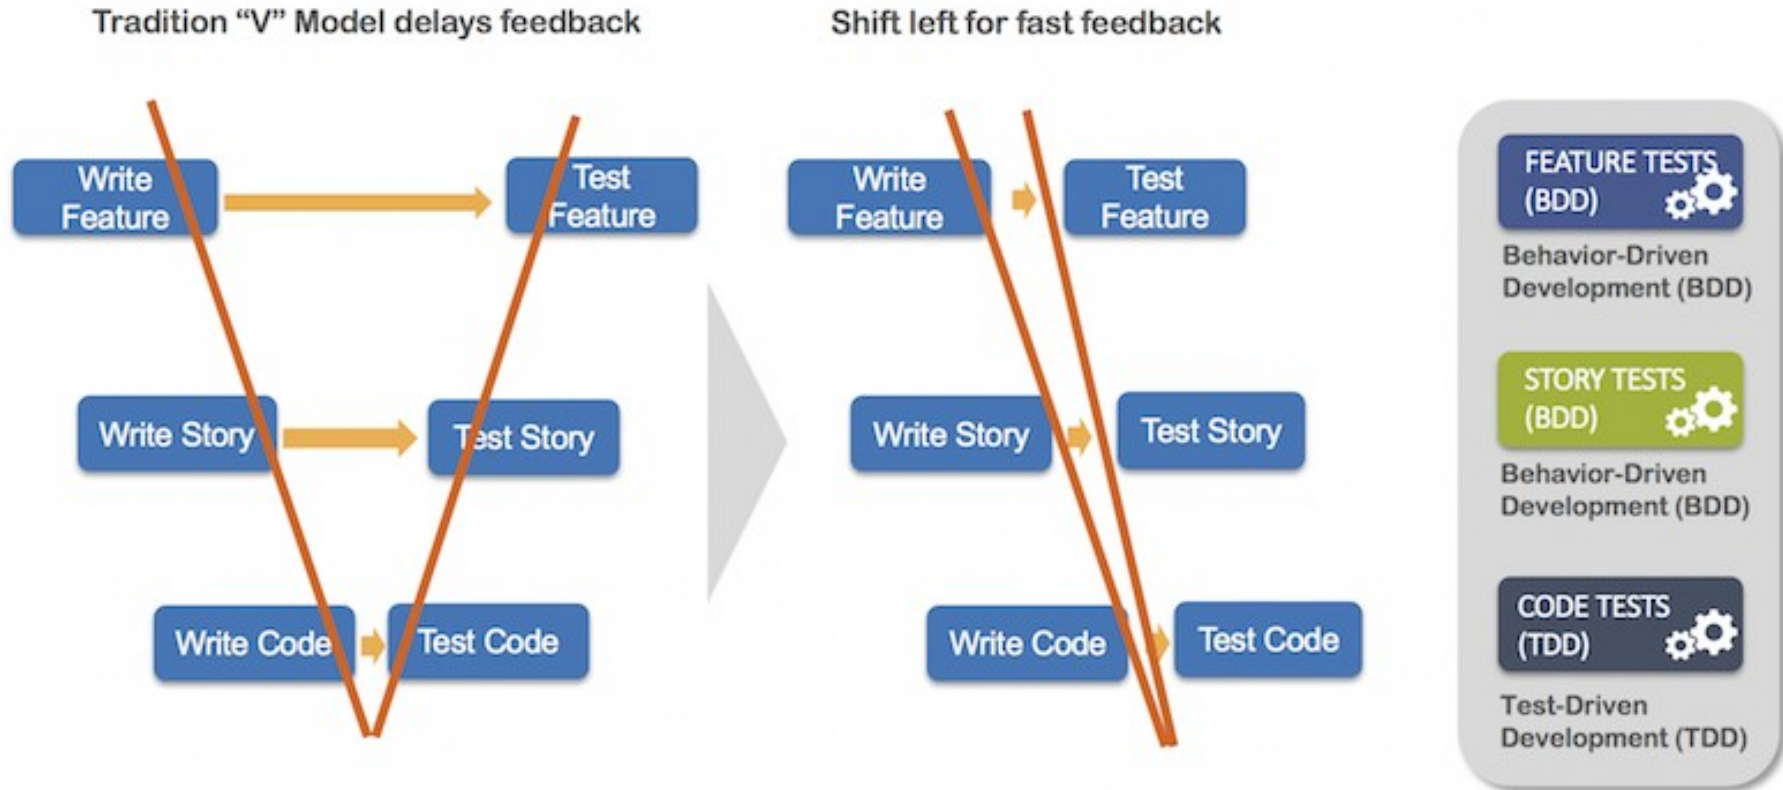 Tradition “V” Model delays feedback
Shift left for fast feedback
Write
Feature
Test
Feature
Write Story
Test Story
Write Code
Test Code
Write
Feature
Test
Feature
Write Story
Test Story
Write Code
Test Code
FEATURE TESTS
(BDD)
Behavior-Driven
Development (BDD)
STORY TESTS
(BDD)
Behavior-Driven
Development (BDD)
CODE TESTS
(TDD)
Test-Driven
Development (TDD)